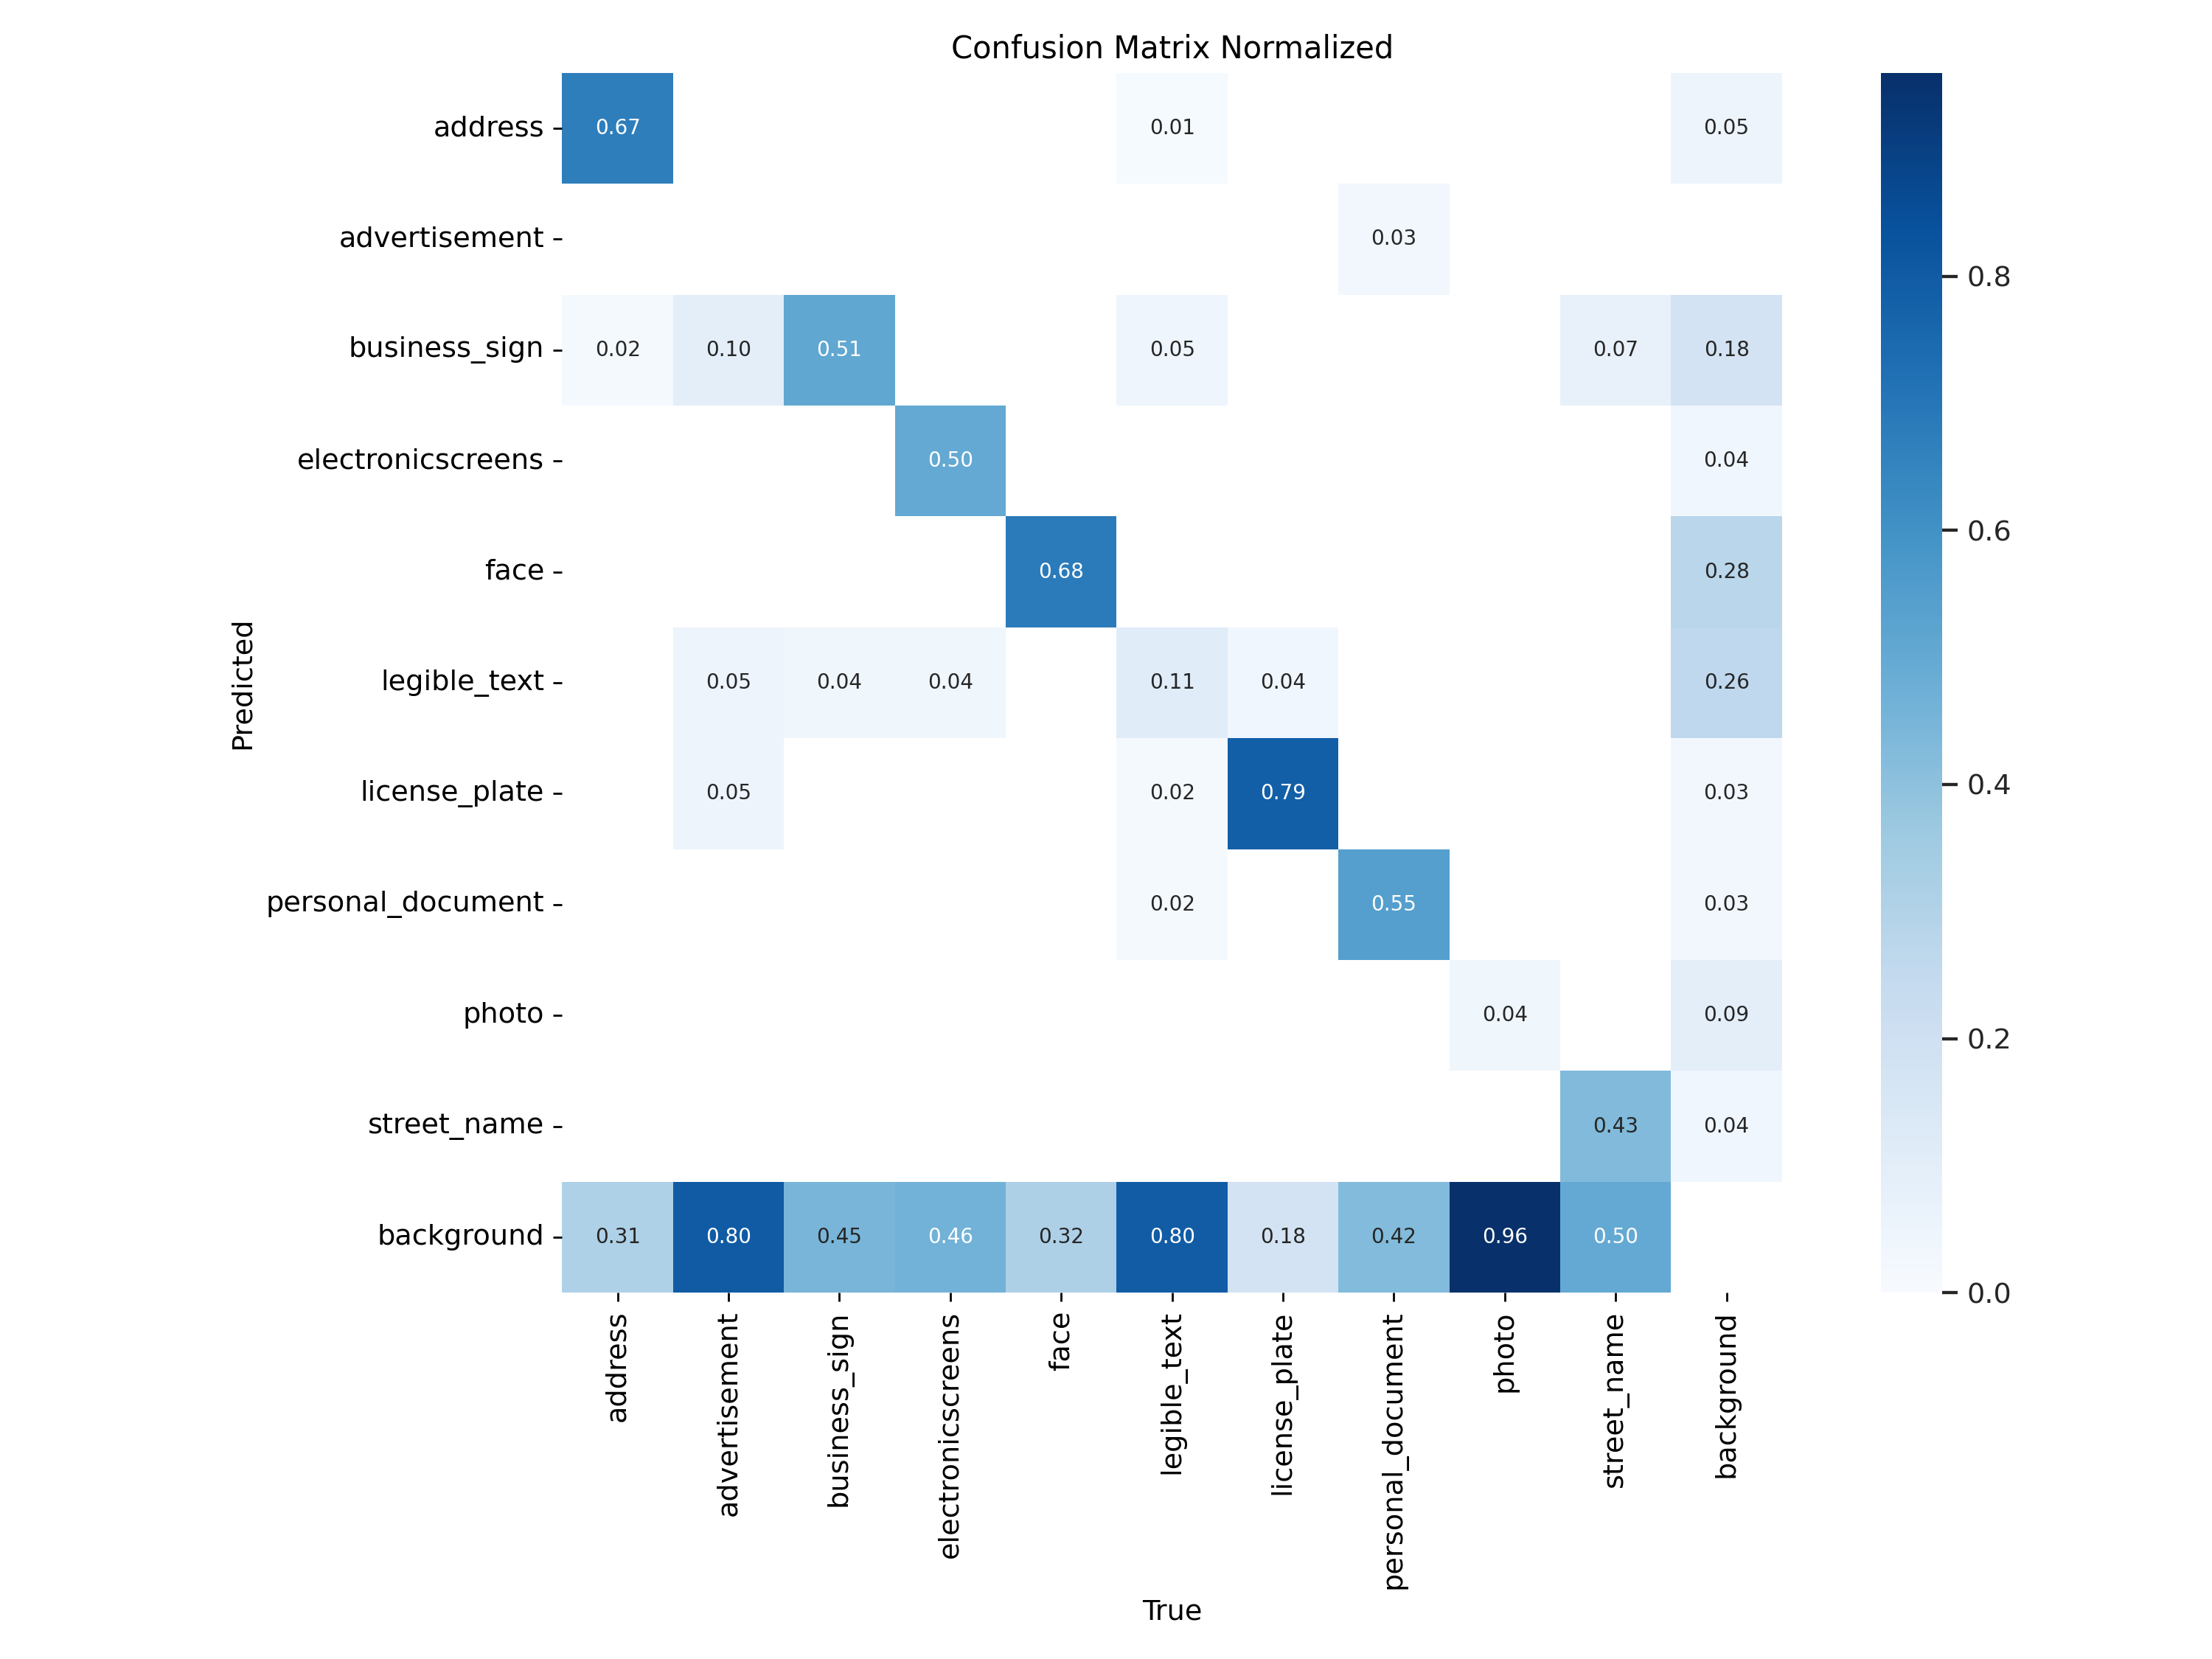 Confusion Matrix Normalized
address 0.67 0.01 0.05
advertisement 0.03
0.8
business_sign 0.02 0.10 0.51 0.05 0.07 0.18
electronicscreens 0.50 0.04
0.6
face 0.68 0.28
Predicted
legible_text 0.05 0.04 0.04 0.11 0.04 0.26
license_plate 0.05 0.02 0.79 0.03
0.4
personal_document 0.02 0.55 0.03
photo 0.04 0.09
0.2
street_name 0.43 0.04
background 0.31 0.80 0.45 0.46 0.32 0.80 0.18 0.42 0.96 0.50
0.0
address
advertisement
business_sign
electronicscreens
face
legible_text
license_plate
personal_document
photo
street_name
background
True